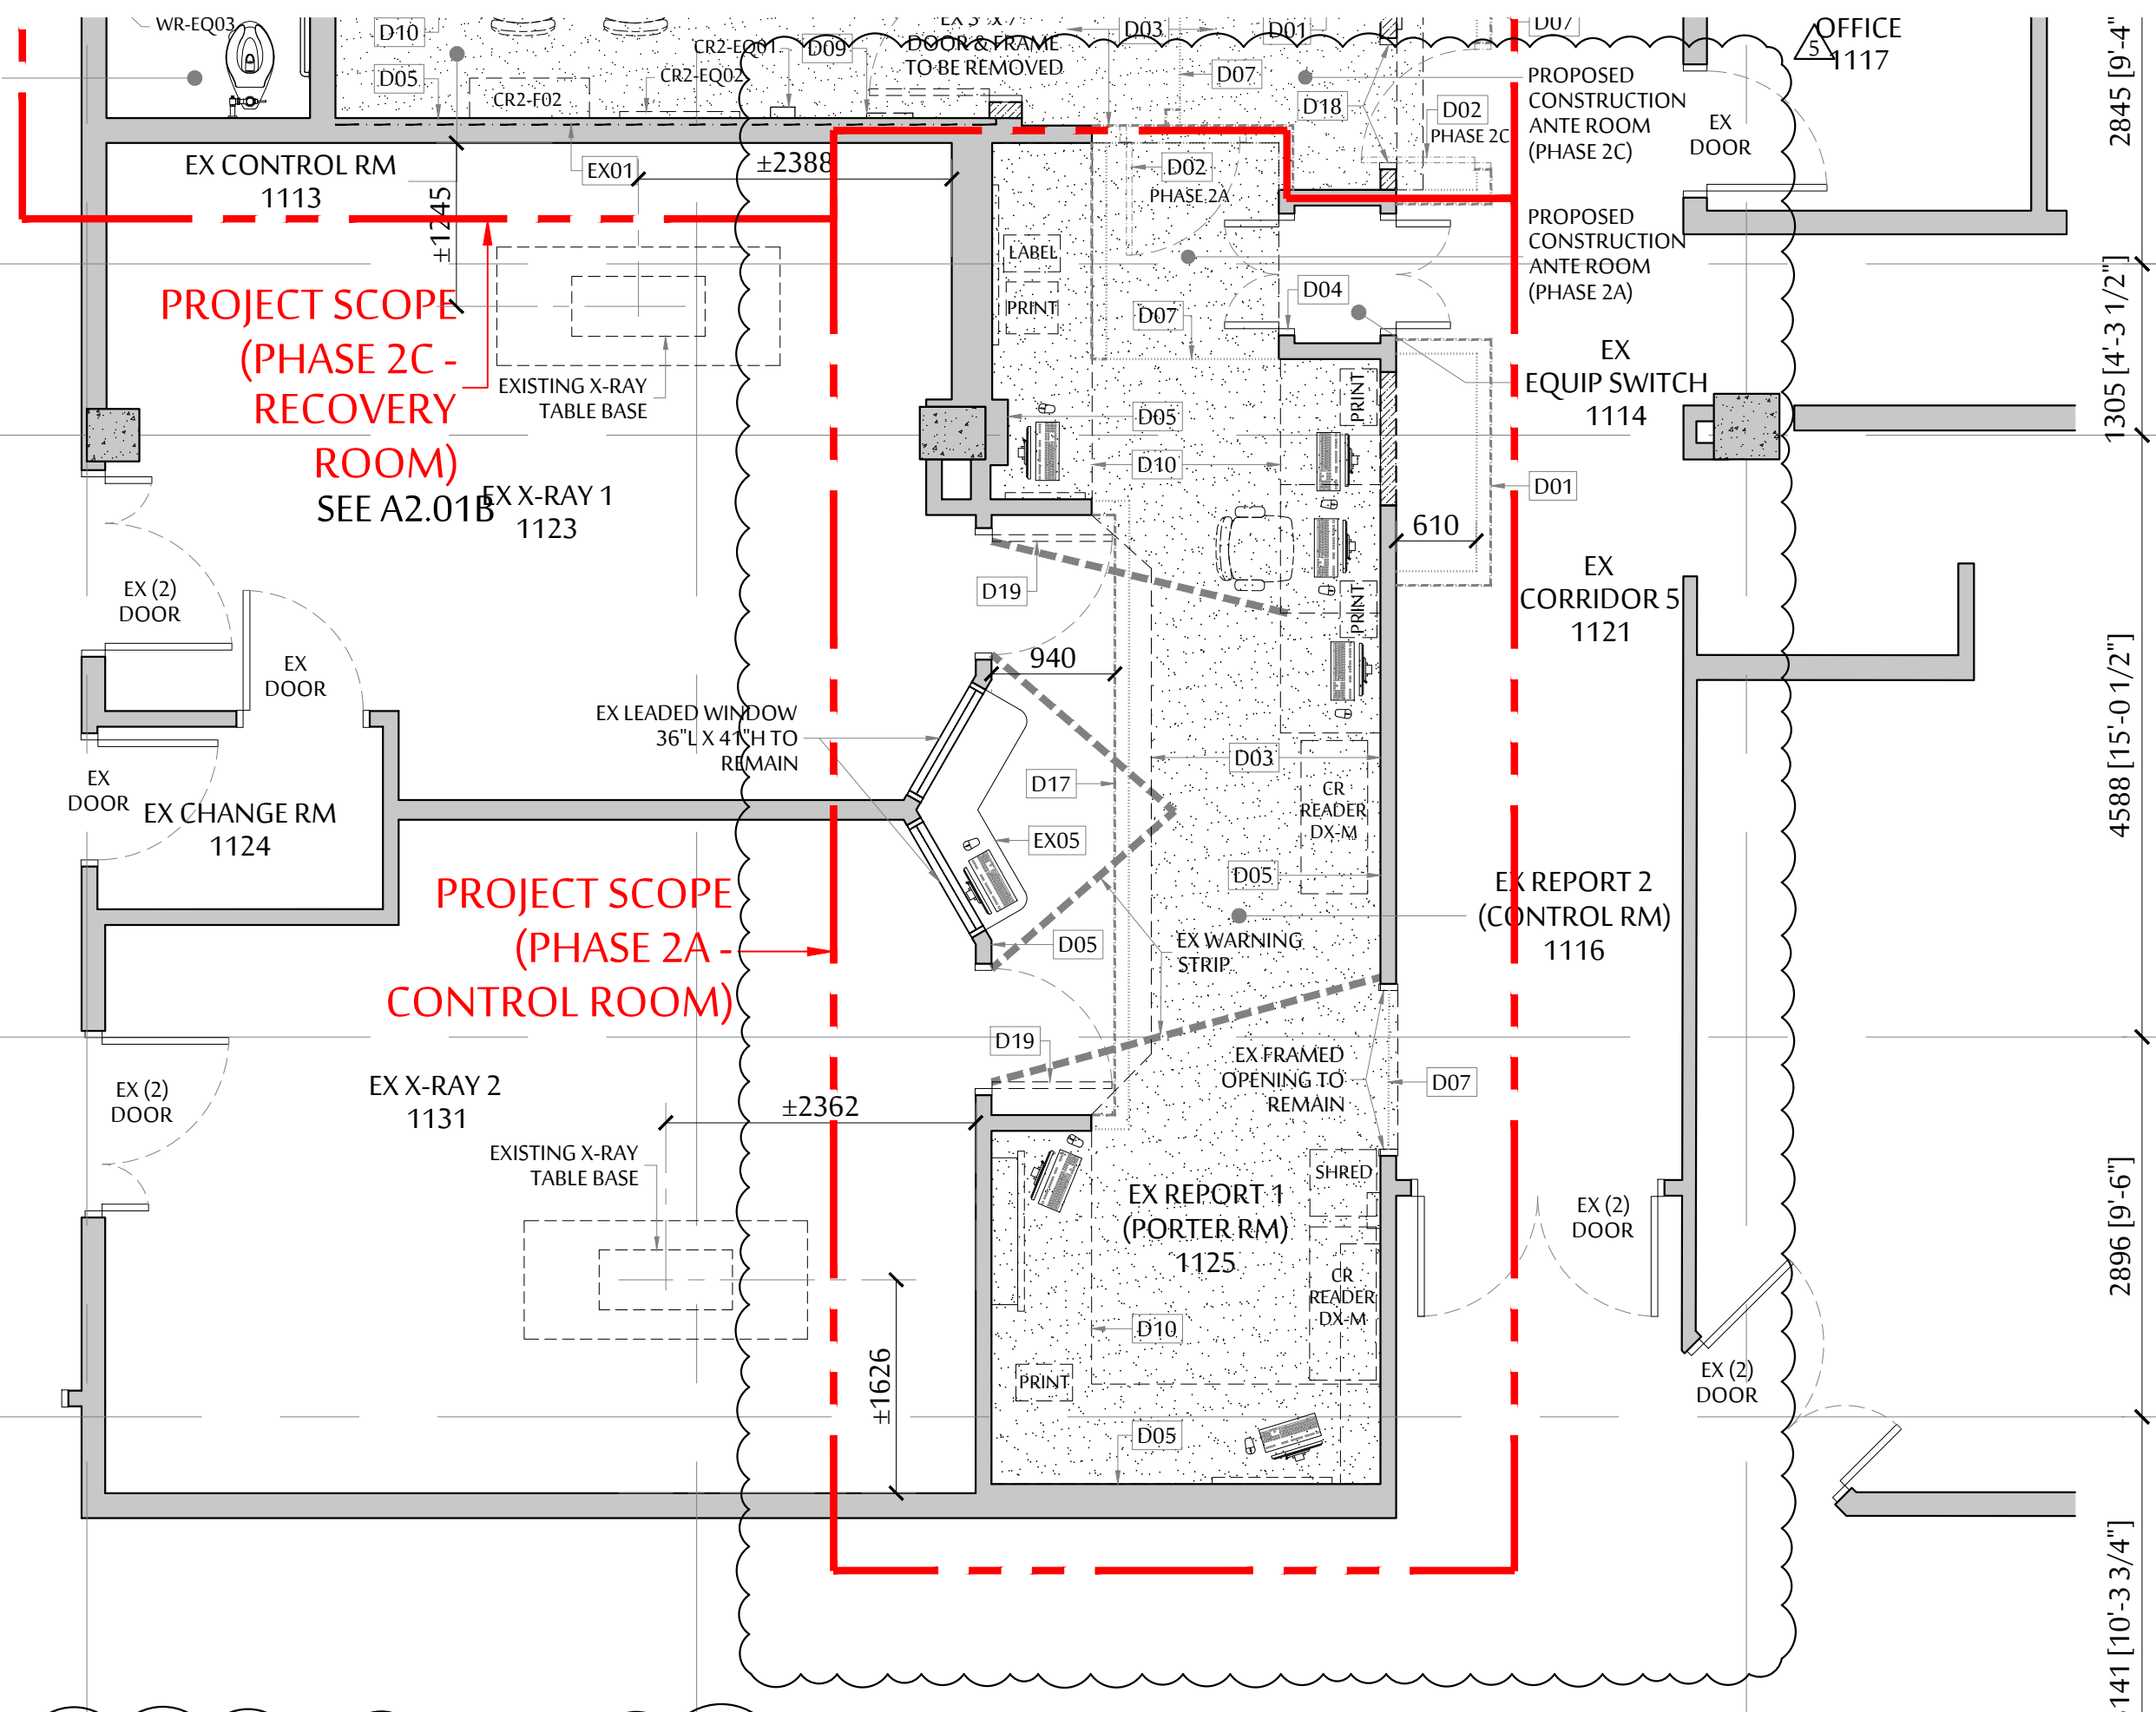 WR-EQ03
D10
D05
CR2-F02
CR2-EQ01
CR2-EQ02
D09
DOOR & FRAME
TO BE REMOVED
D03
D01
D07
D07
D18
D02
PHASE 2C
PROPOSED
CONSTRUCTION
ANTE ROOM
(PHASE 2C)
OFFICE
1117
5
EX
DOOR
2845 [9'-4"
EX CONTROL RM
1113
EX01
±2388
±1245
D02
PHASE 2A
PROPOSED
CONSTRUCTION
ANTE ROOM
(PHASE 2A)
LABEL
PRINT
D04
D07
PROJECT SCOPE
(PHASE 2C -
RECOVERY
ROOM)
SEE A2.01B
EXISTING X-RAY
TABLE BASE
EX
EQUIP SWITCH
1114
1305 [4'-3 1/2"]
PRINT
D05
D10
D01
EX X-RAY 1
1123
610
EX (2)
DOOR
D19
PRINT
EX
CORRIDOR 5
1121
EX
DOOR
940
EX LEADED WINDOW
36"L X 41"H TO
REMAIN
D03
D17
CR
READER
DX-M
4588 [15'-0 1/2"]
EX
DOOR
EX CHANGE RM
1124
EX05
D05
EX REPORT 2
(CONTROL RM)
1116
PROJECT SCOPE
(PHASE 2A -
CONTROL ROOM)
D05
EX WARNING
STRIP
D19
EX FRAMED
OPENING TO
REMAIN
D07
EX (2)
DOOR
EX X-RAY 2
1131
±2362
EXISTING X-RAY
TABLE BASE
SHRED
EX REPORT 1
(PORTER RM)
1125
EX (2)
DOOR
2896 [9'-6"]
CR
READER
DX-M
D10
±1626
PRINT
EX (2)
DOOR
D05
141 [10'-3 3/4"]